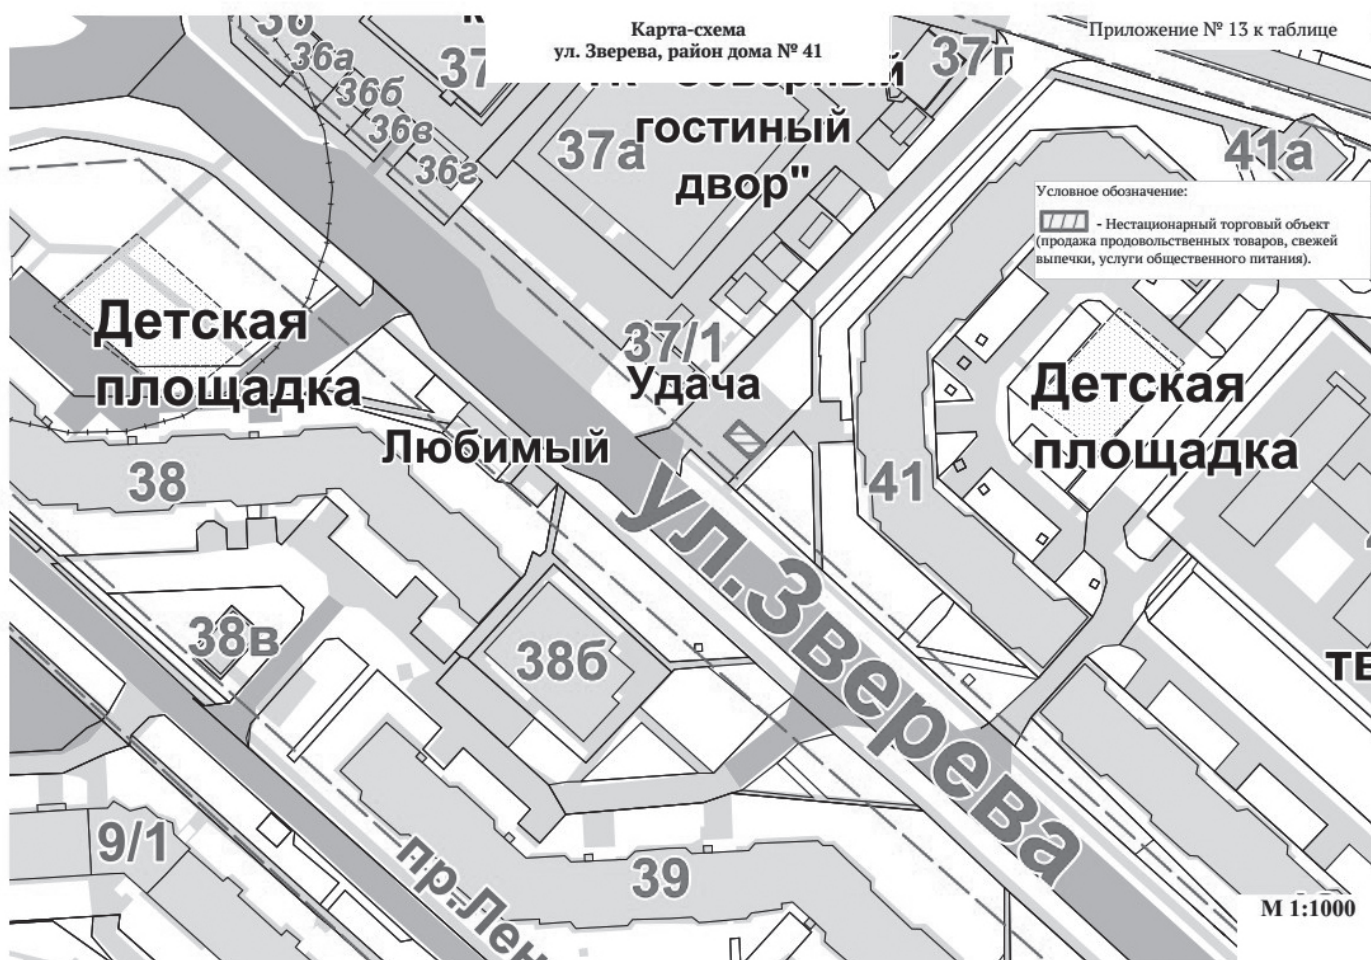 Карта-схема
ул. Зверева, район дома № 41
Приложение № 13 к таблице
36а
36б
36в
36г
37
37а
37г
гостиный
двор"
41а
Условное обозначение:
- Нестационарный торговый объект
(продажа продовольственных товаров, свежей
выпечки, услуги общественного питания).
Детская
площадка
37/1
Удача
Любимый
Детская
площадка
38
41
ул.Зверева
38в
38б
9/1
39
пр.Лен
М 1:1000